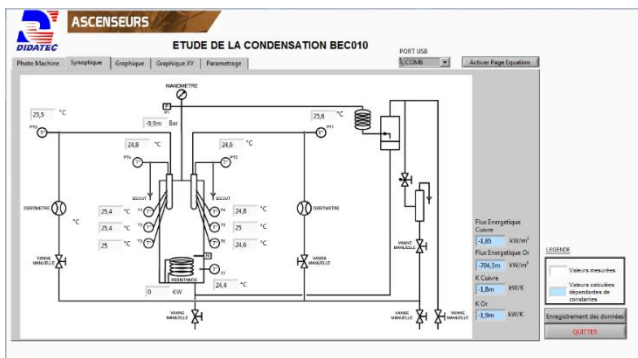 ASCENSEURS
DIDATEC
ETUDE DE LA CONDENSATION BEC010
PORT USB
COM6
Activer Page Equation
Photo Machine
Synoptique
Graphique
Graphique XY
Parametrage
MANOMETRE
25,5 °C
-9,9m Bar
25,6 °C
24,8 °C
24,6 °C
EGOUT
EGOUT
DEBITMETRE
DEBITMETRE
°C
25,4 °C
24,8 °C
25,4 °C
25 °C
25 °C
24,6 °C
VANNE MANUELLE
VANNE MANUELLE
VANNE MANUELLE
RESISTANCE
0 KW
24,4 °C
VANNE MANUELLE
VANNE MANUELLE
VANNE MANUELLE
Flux Energetique
Cuivre
-1,85 kW/m²
Flux Energetique Or
-704,3m kW/m²
K Cuivre
-1,8m kW/K
K Or
-1,9m kW/K
LEGENDE
Valeurs mesurées
Valeurs calculées
dépendantes de
constantes
Enregistrement des données
QUITTER